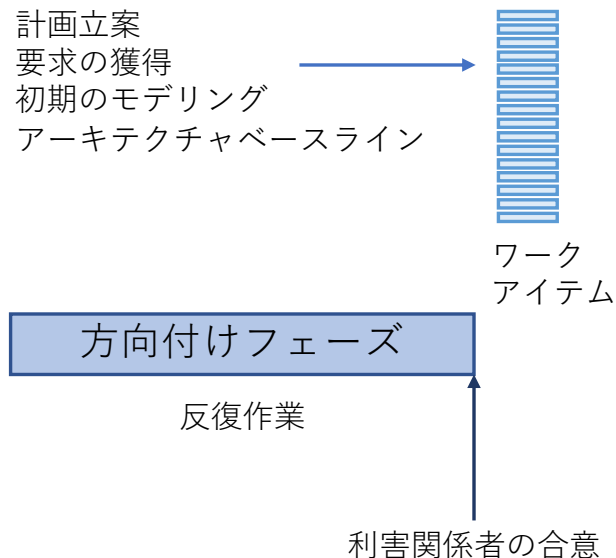 計画立案
要求の獲得
初期のモデリング
アーキテクチャベースライン
ワーク
アイテム
方向付けフェーズ
反復作業
利害関係者の合意